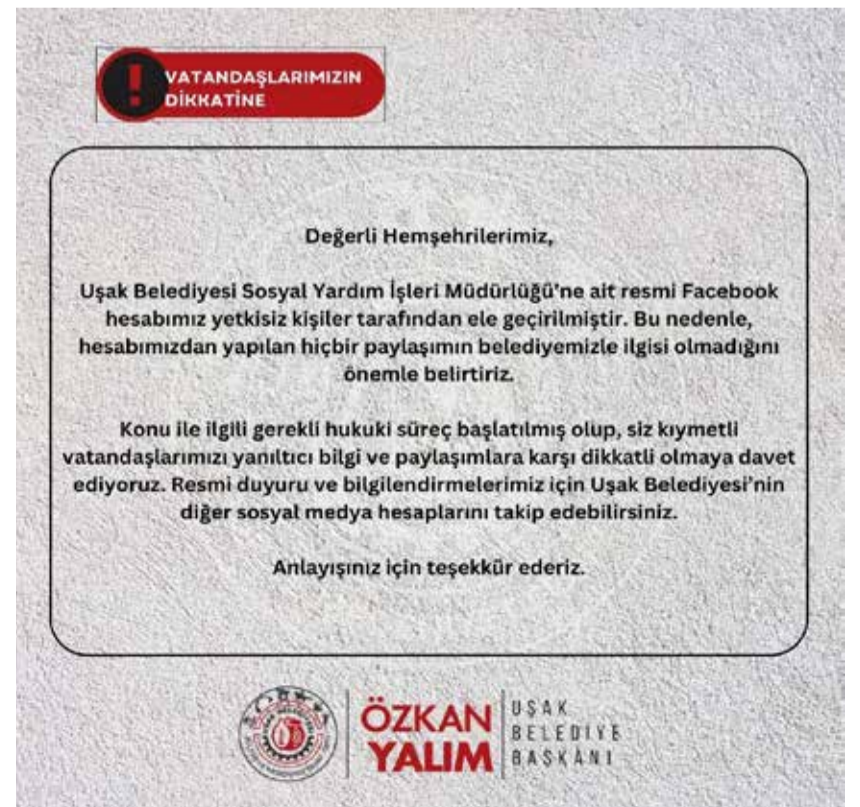 VATANDAŞLARIMIZIN
DİKKATİNE
Değerli Hemşehrilerimiz,
Uşak Belediyesi Sosyal Yardım İşleri Müdürlüğü'ne ait resmi Facebook
hesabımız yetkisiz kişiler tarafından ele geçirilmiştir. Bu nedenle,
hesabımızdan yapılan hiçbir paylaşımın belediyemizle ilgisi olmadığını
önemle belirtiriz.
Konu ile ilgili gerekli hukuki süreç başlatılmış olup, siz kıymetli
vatandaşlarımızı yanıltıcı bilgi ve paylaşımlara karşı dikkatli olmaya davet
ediyoruz. Resmi duyuru ve bilgilendirmelerimiz için Uşak Belediyesi'nin
diğer sosyal medya hesaplarını takip edebilirsiniz.
Anlayışınız için teşekkür ederiz.
ÖZKAN
YALIM
UŞAK
BELEDİYE
BAŞKANI